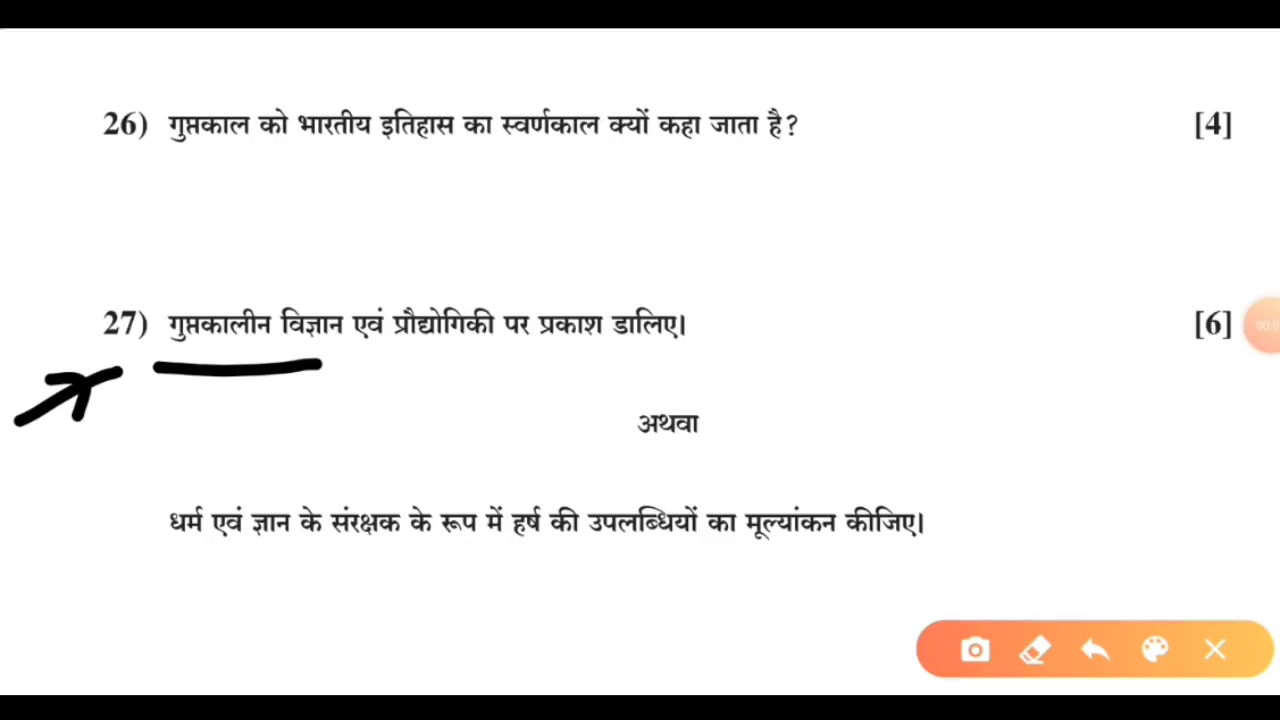 26) गुप्तकाल को भारतीय इतिहास का स्वर्णकाल क्यों कहा जाता है? [4]
27) गुप्तकालीन विज्ञान एवं प्रौद्योगिकी पर प्रकाश डालिए। [6]
अथवा
धर्म एवं ज्ञान के संरक्षक के रूप में हर्ष की उपलब्धियों का मूल्यांकन कीजिए।